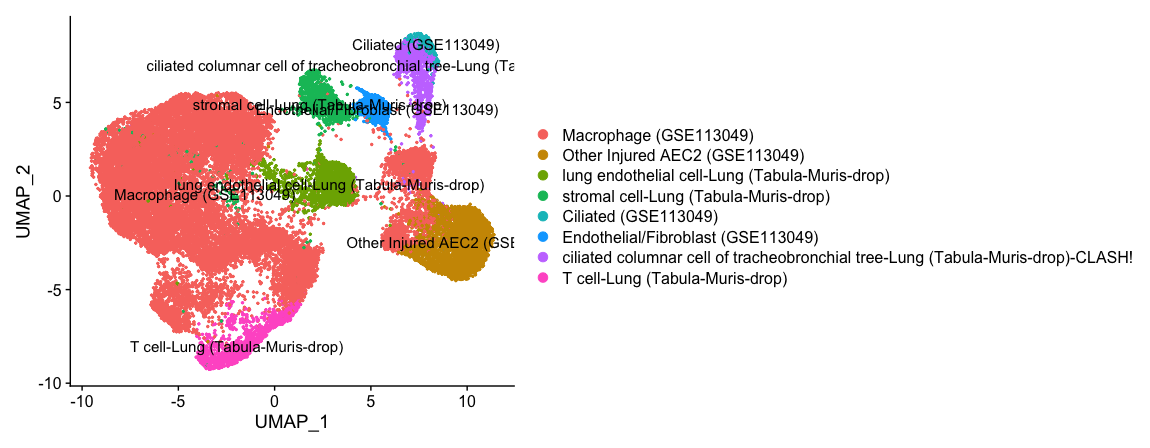 Ciliated (GSE113049)
ciliated columnar cell of tracheobronchial tree-Lung (Ta
stromal cell-Lung (Tabula-Muris-drop)
Endothelial/Fibroblast (GSE113049)
lung endothelial cell-Lung (Tabula-Muris-drop)
Macrophage (GSE113049)
Other Injured AEC2 (GSE
T cell-Lung (Tabula-Muris-drop)
UMAP_2
5
0
-5
-10
-10
-5
0
5
10
UMAP_1
Macrophage (GSE113049)
Other Injured AEC2 (GSE113049)
lung endothelial cell-Lung (Tabula-Muris-drop)
stromal cell-Lung (Tabula-Muris-drop)
Ciliated (GSE113049)
Endothelial/Fibroblast (GSE113049)
ciliated columnar cell of tracheobronchial tree-Lung (Tabula-Muris-drop)-CLASH!
T cell-Lung (Tabula-Muris-drop)